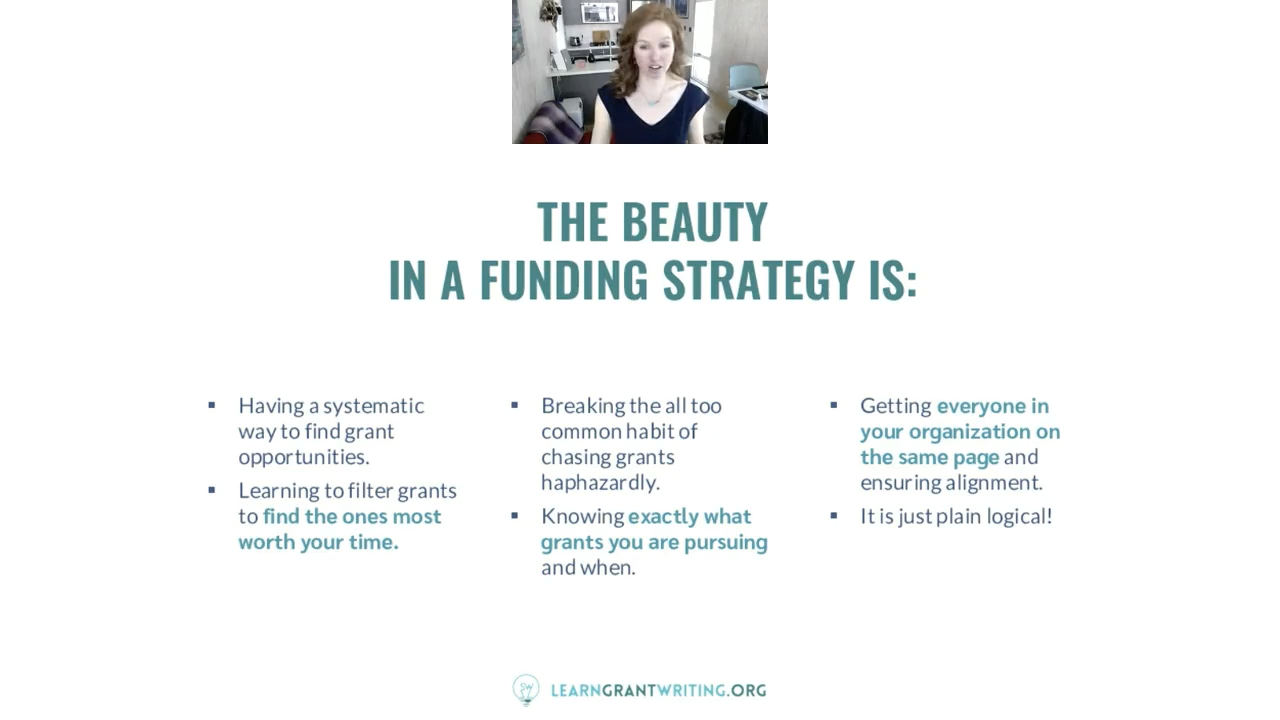 THE BEAUTY
IN A FUNDING STRATEGY IS:
▪ Having a systematic
way to find grant
opportunities.
▪ Learning to filter grants
to find the ones most
worth your time.
▪ Breaking the all too
common habit of
chasing grants
haphazardly.
▪ Knowing exactly what
grants you are pursuing
and when.
▪ Getting everyone in
your organization on
the same page and
ensuring alignment.
▪ It is just plain logical!
SW
LEARNGRANTWRITING.ORG